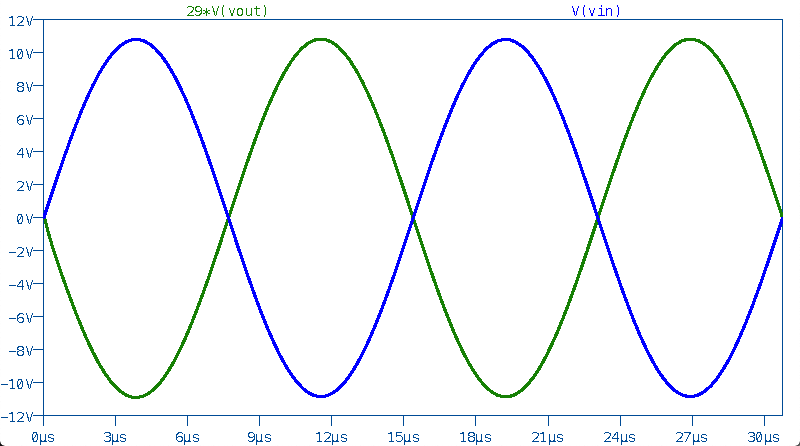 29*V(vout) V(vin)
12V
10V
8V
6V
4V
2V
0V
-2V
-4V
-6V
-8V
-10V
-12V
0µs 3µs 6µs 9µs 12µs 15µs 18µs 21µs 24µs 27µs 30µs